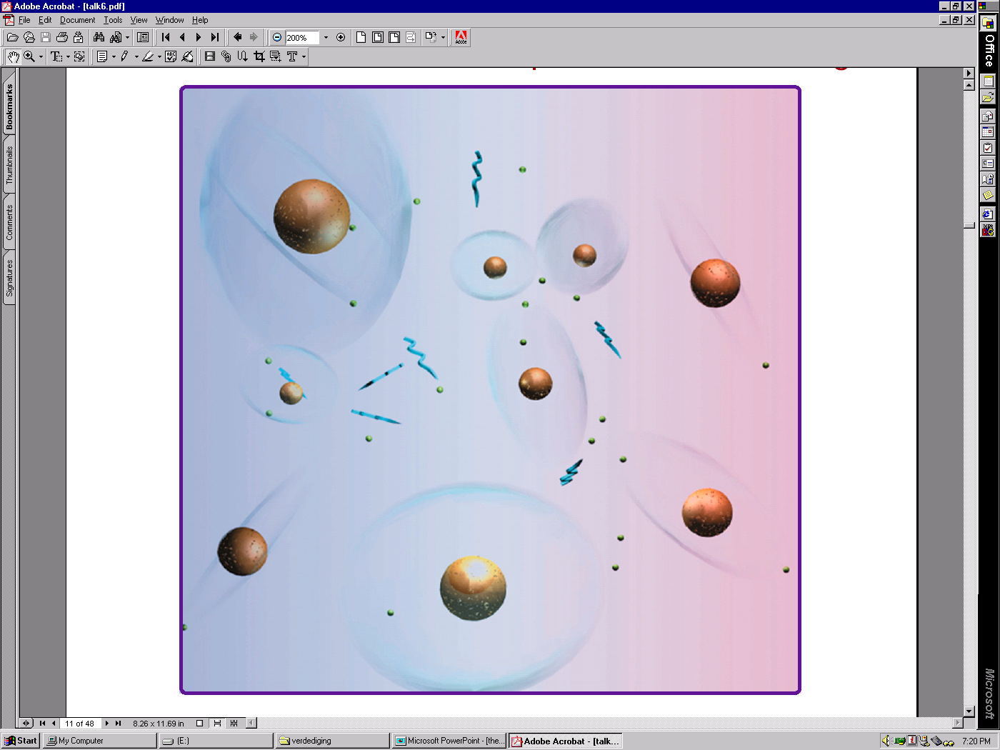 Adobe Acrobat - [talk6.pdf]
File Edit Document Tools View Window Help
200%
Adobe
Bookmarks
Thumbnails
Comments
Signatures
Office
Microsoft
11 of 48
8.26 x 11.69 in
Start
My Computer
(E:)
verdediging
Microsoft PowerPoint - [the...
Adobe Acrobat - [talk...
7:20 PM